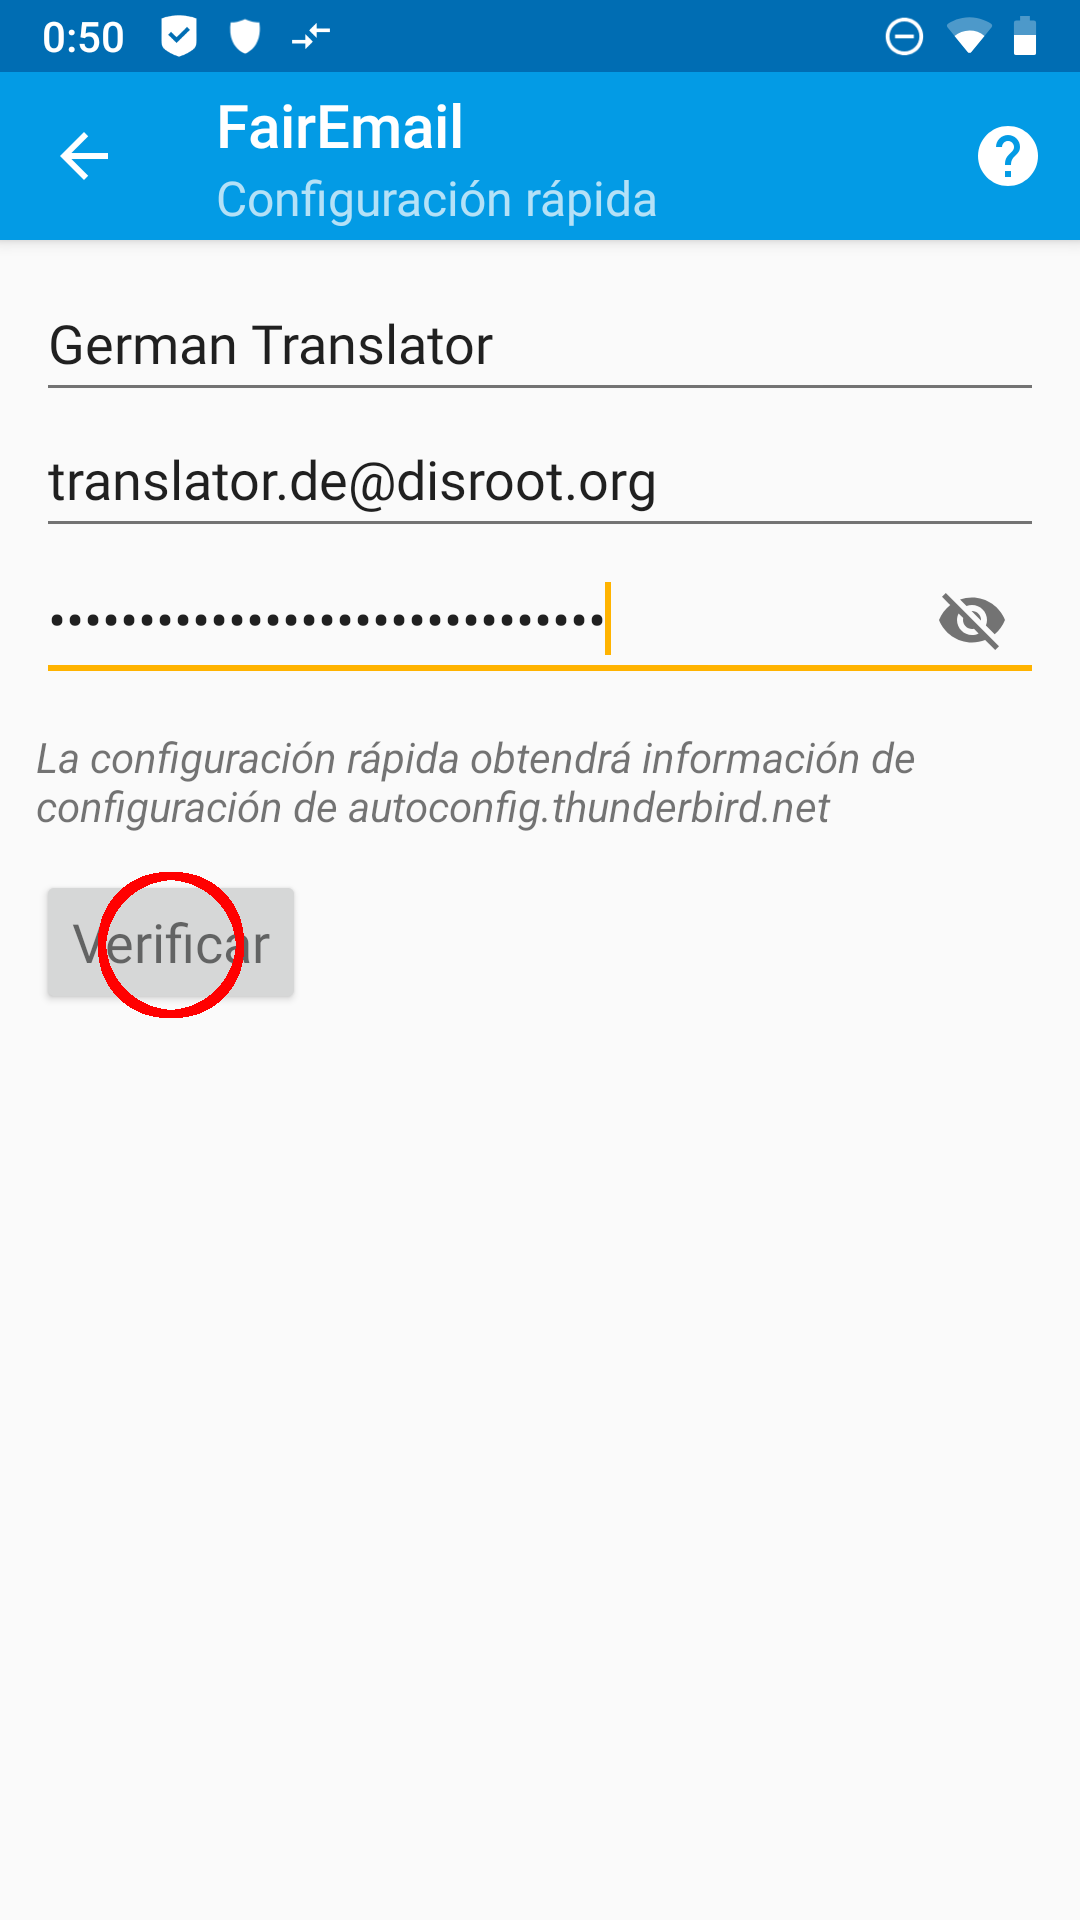 0:50
FairEmail
Configuración rápida
German Translator
translator.de@disroot.org
•••••••••••••••••••••••••••••••
La configuración rápida obtendrá información de
configuración de autoconfig.thunderbird.net
Verificar